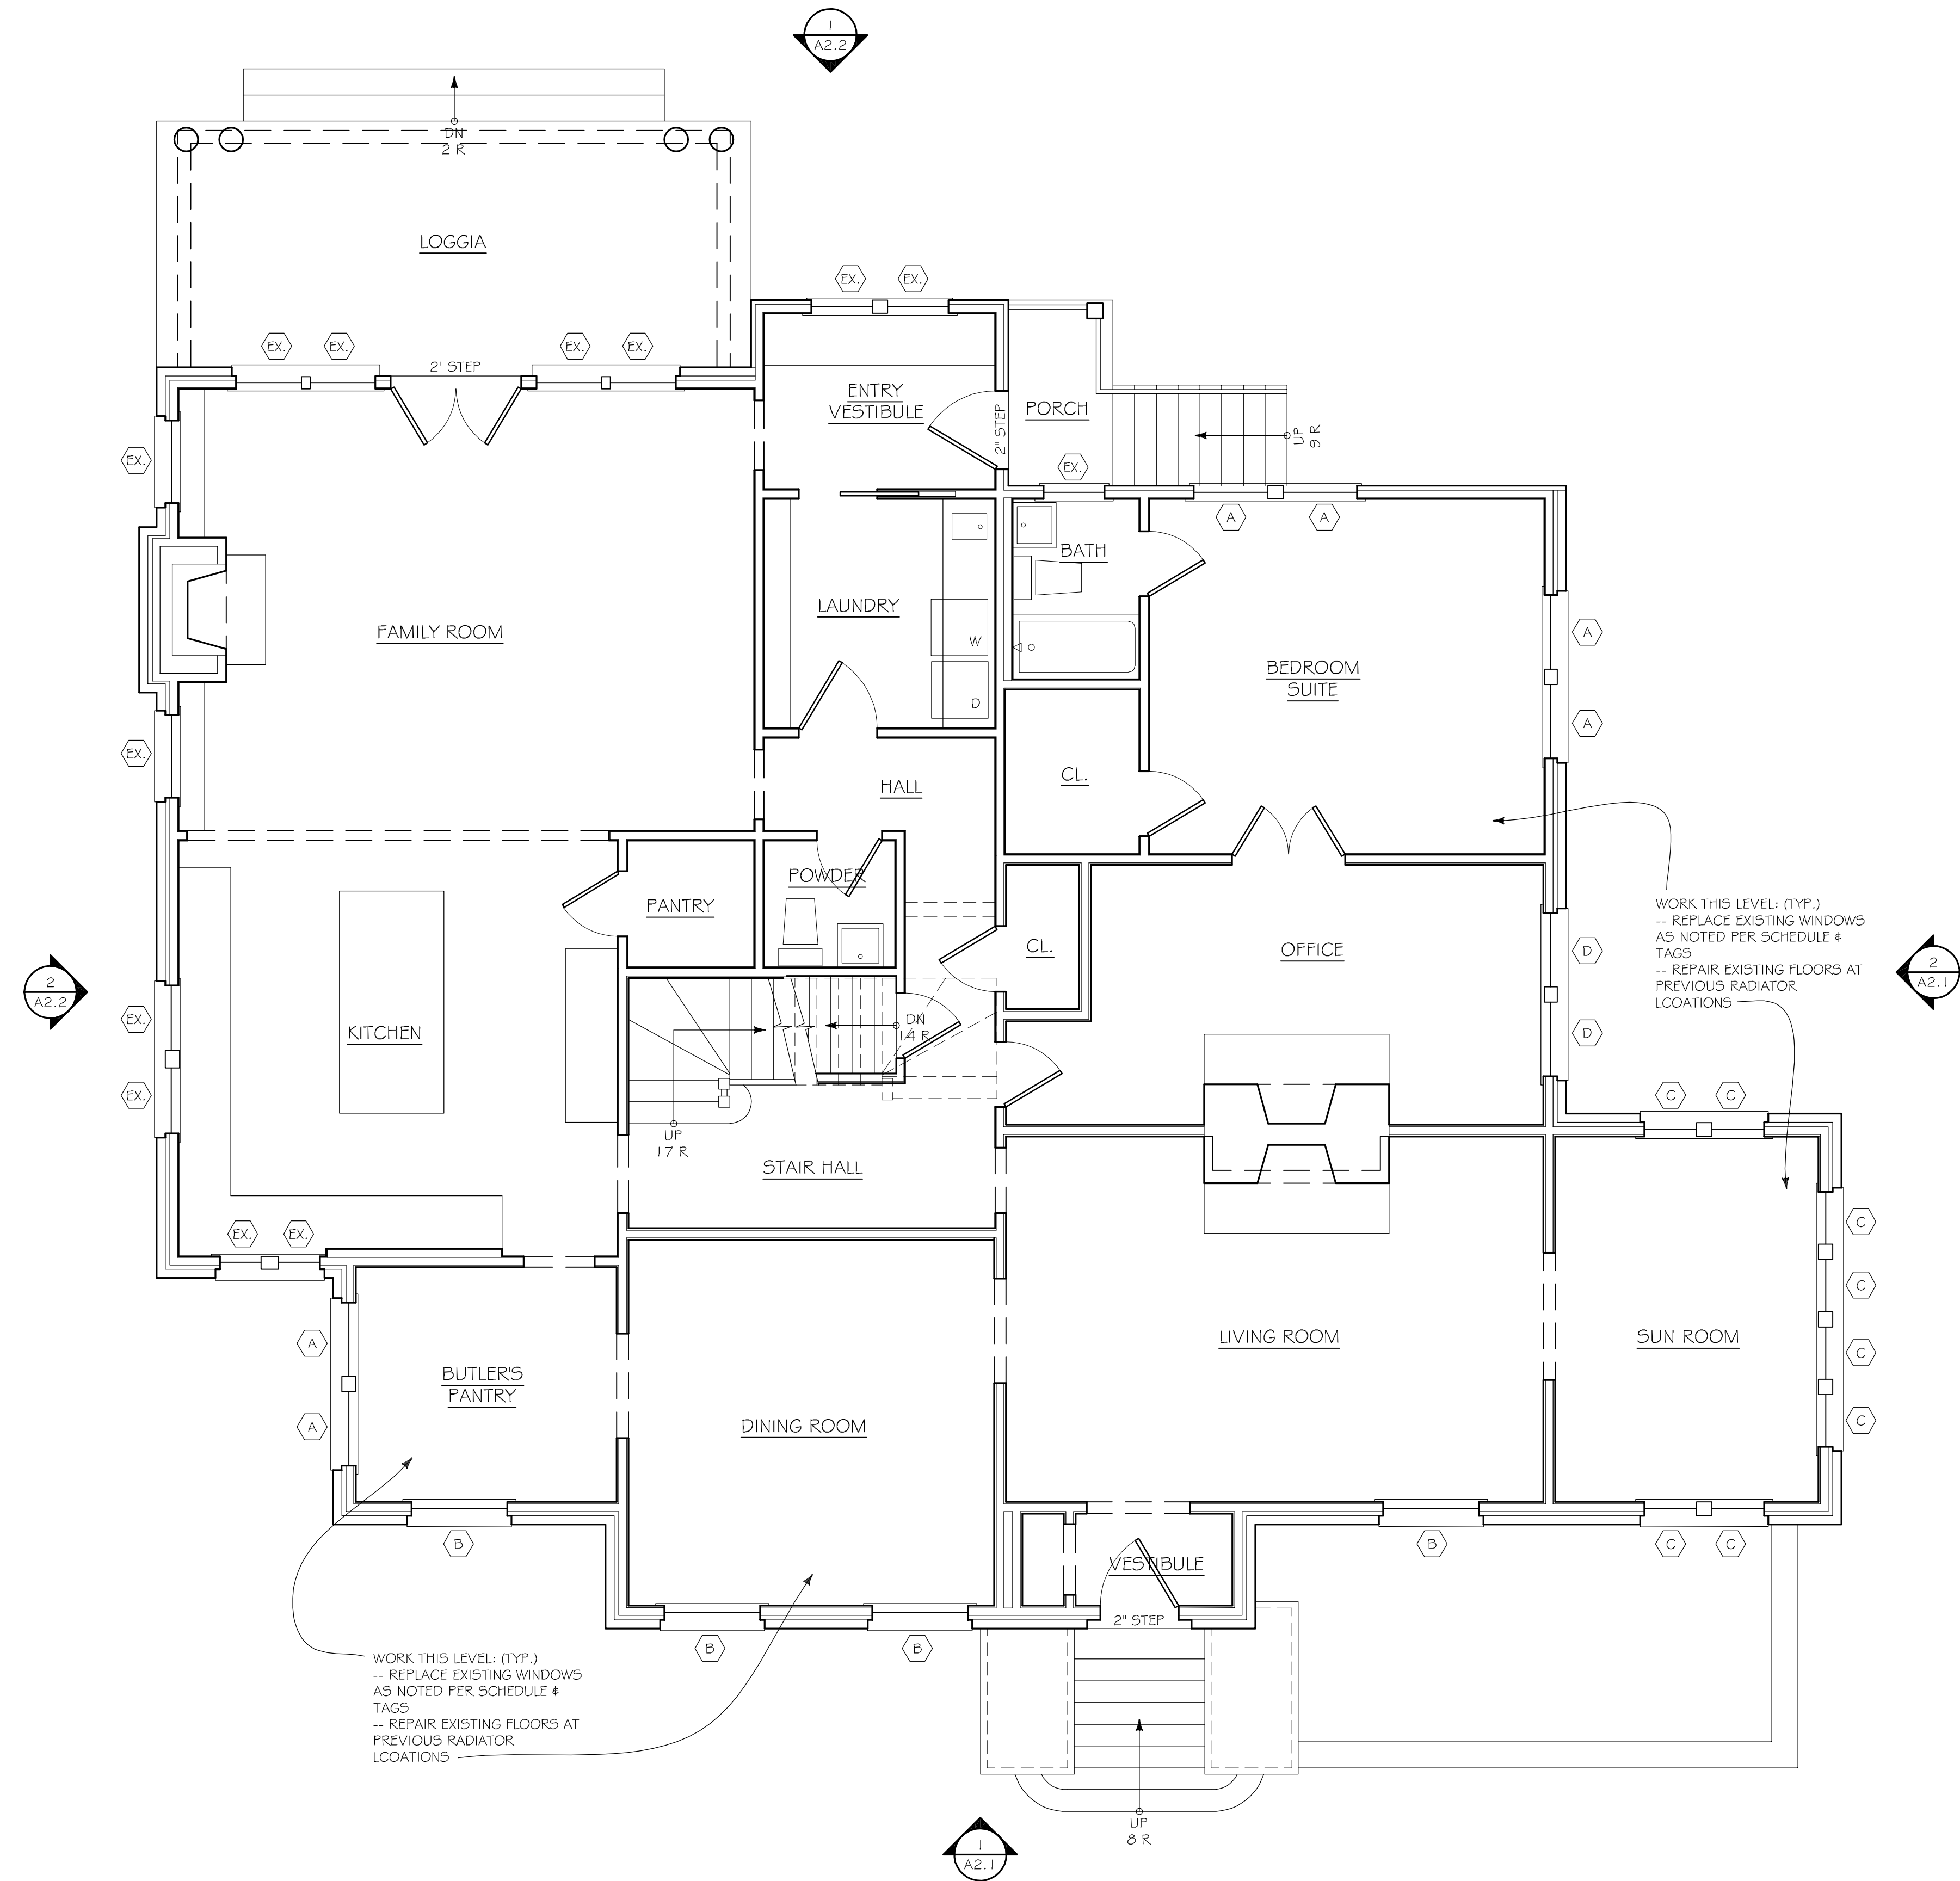 1
A2.2
DN
2 R
LOGGIA
EX.
EX.
EX.
EX.
EX.
EX.
2" STEP
ENTRY
VESTIBULE
2" STEP
PORCH
UP
9 R
EX.
EX.
A
A
BATH
LAUNDRY
W
D
FAMILY ROOM
BEDROOM
SUITE
A
A
EX.
CL.
HALL
POWDER
PANTRY
CL.
OFFICE
WORK THIS LEVEL: (TYP.)
-- REPLACE EXISTING WINDOWS
AS NOTED PER SCHEDULE &
TAGS
-- REPAIR EXISTING FLOORS AT
PREVIOUS RADIATOR
LCOATIONS
D
D
2
A2.2
2
A2.1
EX.
EX.
KITCHEN
DN
14 R
UP
17 R
STAIR HALL
C
C
EX.
EX.
C
C
C
C
A
A
BUTLER'S
PANTRY
DINING ROOM
LIVING ROOM
SUN ROOM
B
VESTIBULE
B
C
C
2" STEP
B
B
WORK THIS LEVEL: (TYP.)
-- REPLACE EXISTING WINDOWS
AS NOTED PER SCHEDULE &
TAGS
-- REPAIR EXISTING FLOORS AT
PREVIOUS RADIATOR
LCOATIONS
UP
8 R
1
A2.1